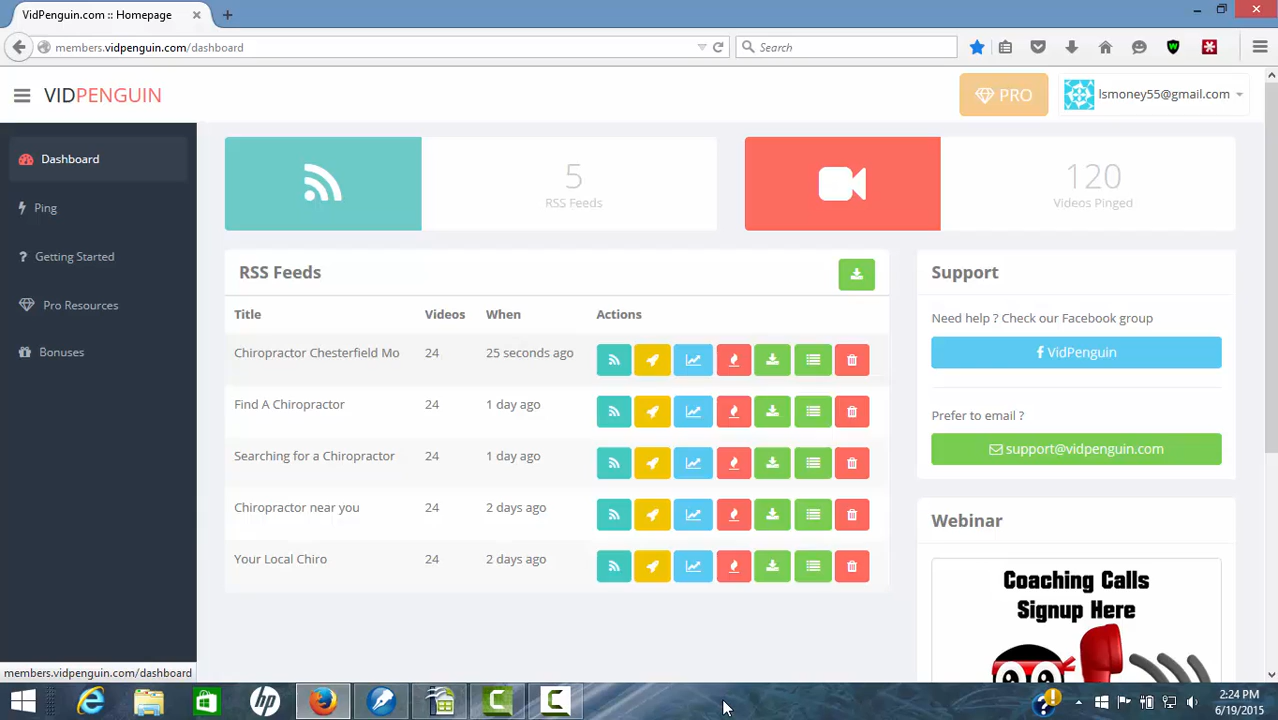 VidPenguin.com :: Homepage
members.vidpenguin.com/dashboard
Search
VIDPENGUIN
PRO
lsmoney55@gmail.com
Dashboard
Ping
Getting Started
Pro Resources
Bonuses
5
RSS Feeds
120
Videos Pinged
RSS Feeds
Title Videos When Actions
Chiropractor Chesterfield Mo 24 25 seconds ago
Find A Chiropractor 24 1 day ago
Searching for a Chiropractor 24 1 day ago
Chiropractor near you 24 2 days ago
Your Local Chiro 24 2 days ago
Support
Need help ? Check our Facebook group
VidPenguin
Prefer to email ?
support@vidpenguin.com
Webinar
Coaching Calls
Signup Here
members.vidpenguin.com/dashboard
2:24 PM
6/19/2015